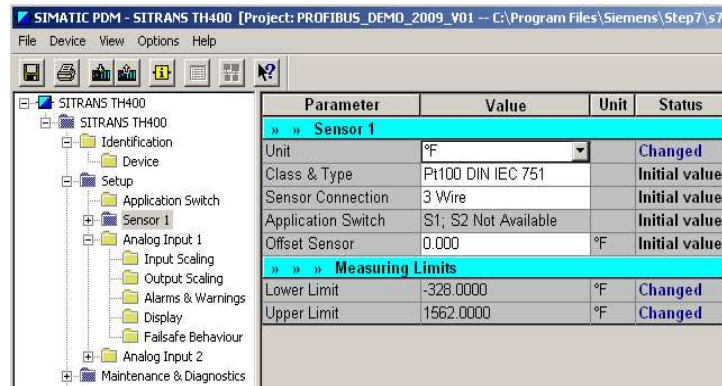 SIMATIC PDM - SITRANS TH400 [Project: PROFIBUS_DEMO_2009_V01 -- C:\Program Files\Siemens\Step7\s7
File Device View Options Help
SITRANS TH400
SITRANS TH400
Identification
Device
Setup
Application Switch
Sensor 1
Analog Input 1
Input Scaling
Output Scaling
Alarms & Warnings
Display
Failsafe Behaviour
Analog Input 2
Maintenance & Diagnostics
Parameter Value Unit Status
» » Sensor 1
Unit °F Changed
Class & Type Pt100 DIN IEC 751 Initial value
Sensor Connection 3 Wire Initial value
Application Switch S1; S2 Not Available Initial value
Offset Sensor 0.000 °F Initial value
» » » Measuring Limits
Lower Limit -328.0000 °F Changed
Upper Limit 1562.0000 °F Changed